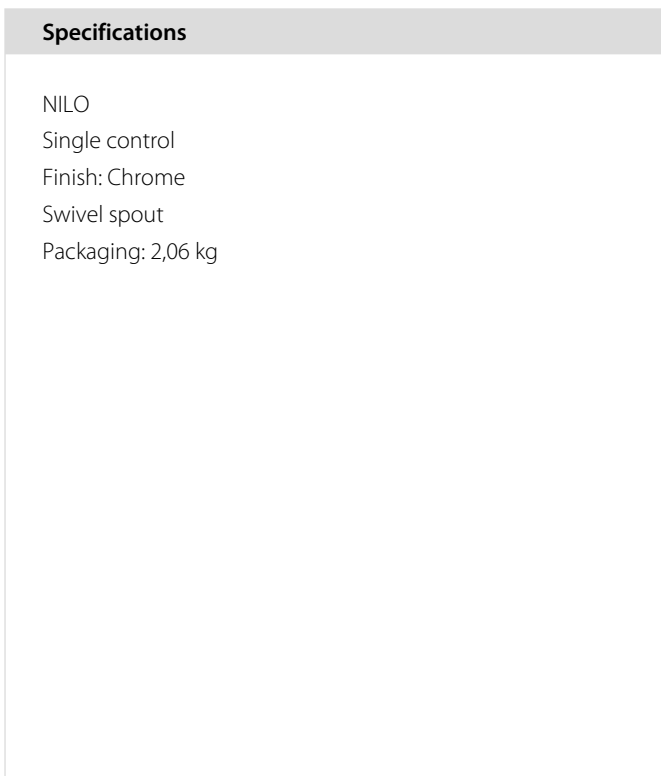 Specifications
NILO
Single control
Finish: Chrome
Swivel spout
Packaging: 2,06 kg